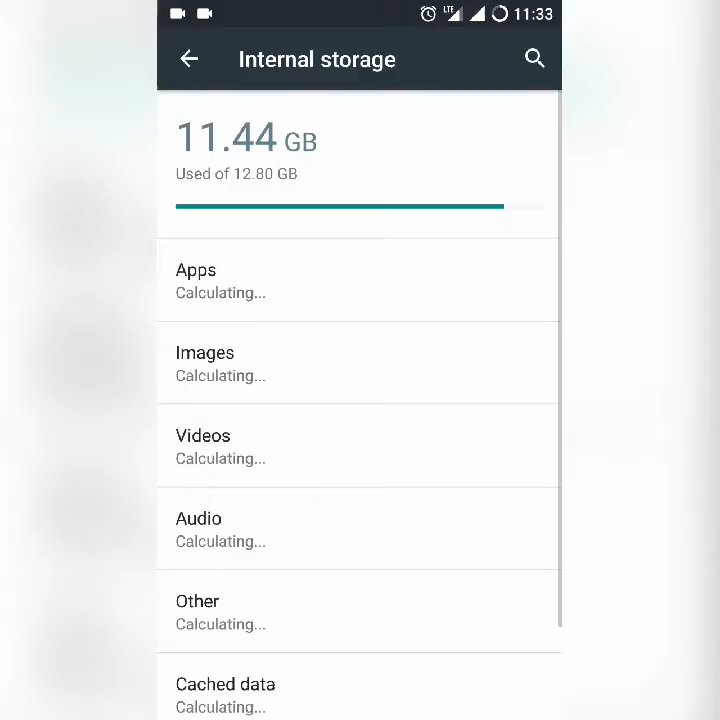 LTE 11:33
Internal storage
11.44 GB
Used of 12.80 GB
Apps
Calculating...
Images
Calculating...
Videos
Calculating...
Audio
Calculating...
Other
Calculating...
Cached data
Calculating...